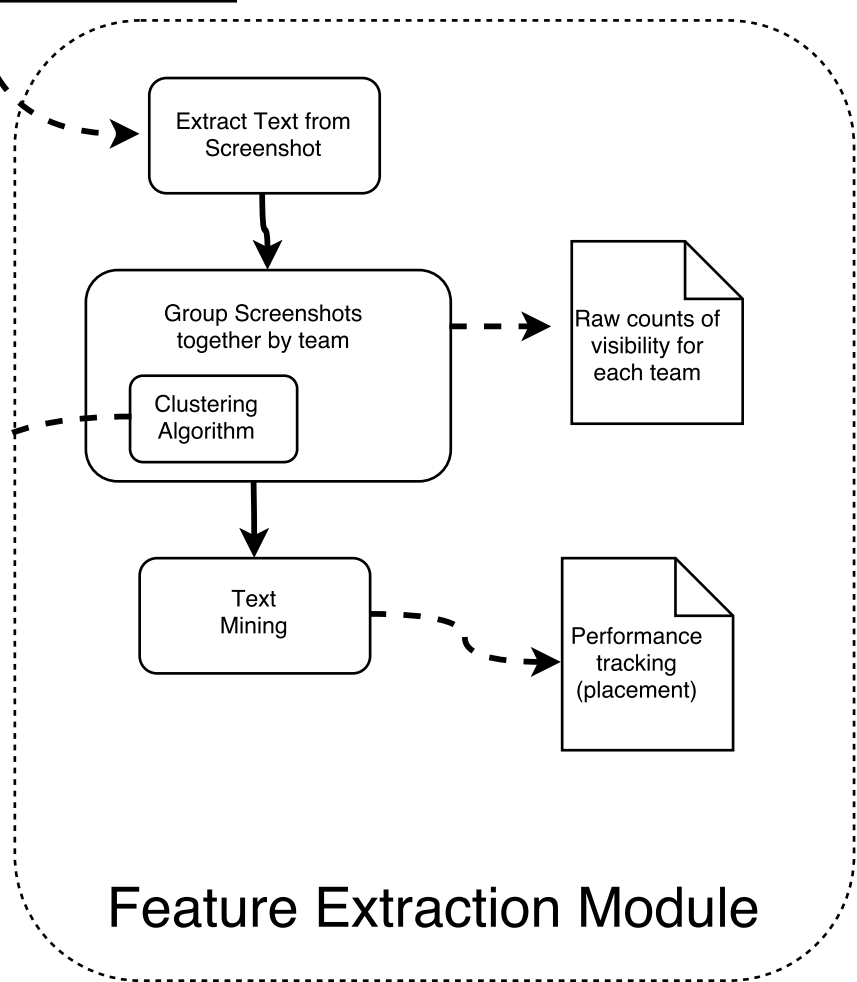 Extract Text from
Screenshot
Group Screenshots
together by team
Clustering
Algorithm
Raw counts of
visibility for
each team
Text
Mining
Performance
tracking
(placement)
Feature Extraction Module